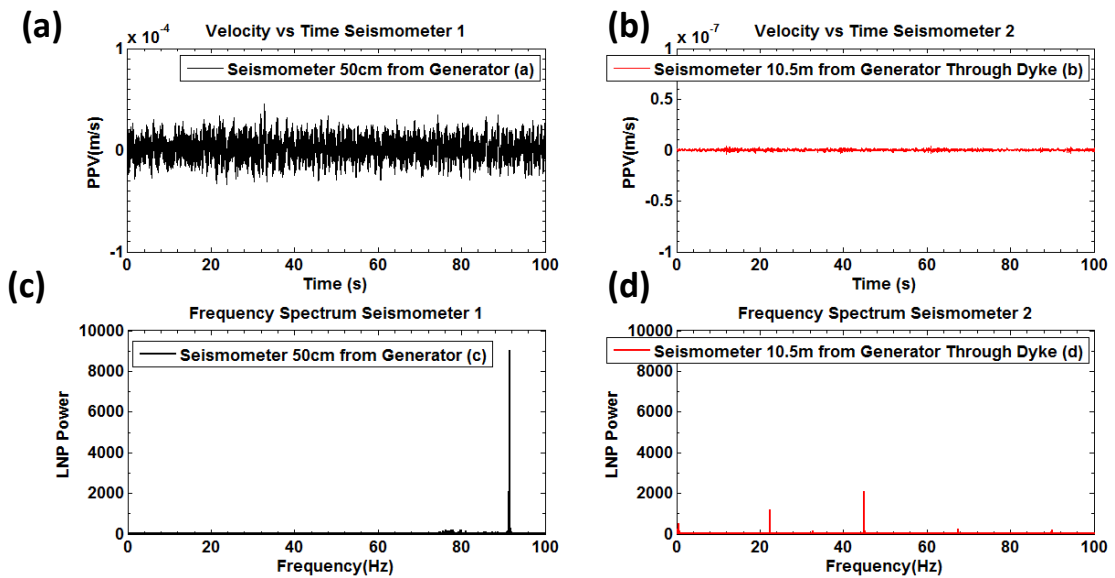 (a)
Velocity vs Time Seismometer 1
x 10⁻⁴
Seismometer 50cm from Generator (a)
1
0
-1
PPV(m/s)
0 20 40 60 80 100
Time (s)
(b)
Velocity vs Time Seismometer 2
x 10⁻⁷
Seismometer 10.5m from Generator Through Dyke (b)
1
0.5
0
-0.5
-1
PPV(m/s)
0 20 40 60 80 100
Time (s)
(c)
Frequency Spectrum Seismometer 1
Seismometer 50cm from Generator (c)
10000
8000
6000
4000
2000
0
LNP Power
0 20 40 60 80 100
Frequency(Hz)
(d)
Frequency Spectrum Seismometer 2
Seismometer 10.5m from Generator Through Dyke (d)
10000
8000
6000
4000
2000
0
LNP Power
0 20 40 60 80 100
Frequency(Hz)